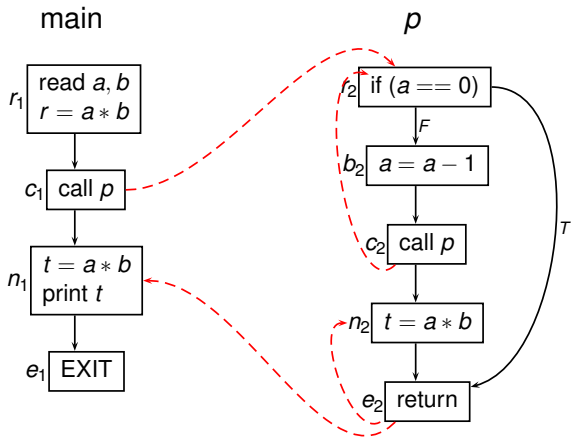 main
r1
read a, b
r = a * b
c1
call p
n1
t = a * b
print t
e1
EXIT
p
r2
if (a == 0)
F
b2
a = a − 1
c2
call p
T
n2
t = a * b
e2
return